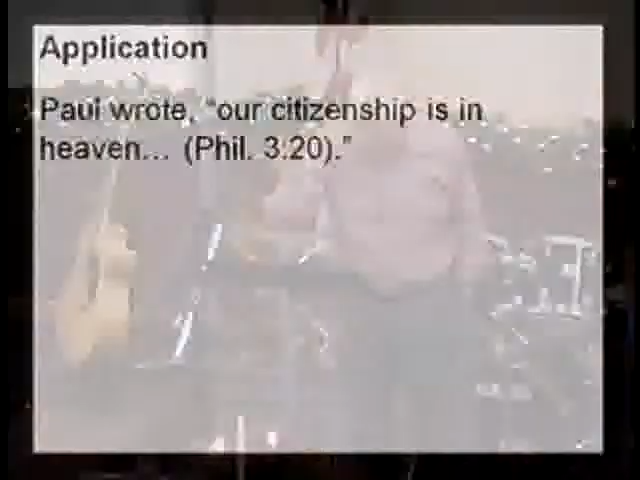 Application
Paul wrote, “our citizenship is in
heaven... (Phil. 3:20).”